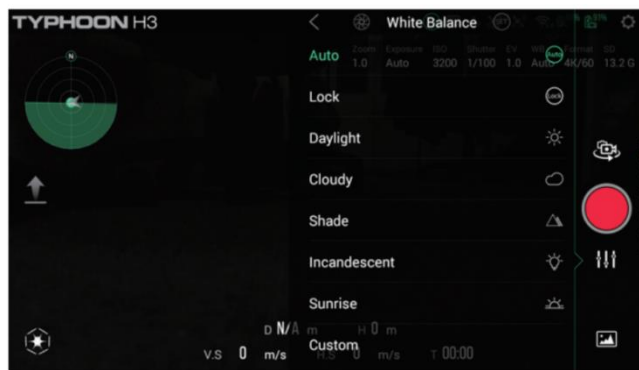 TYPHOON H3
White Balance
N
Auto
Auto
Zoom Exposure ISO Shutter EV WB Format SD
1.0 Auto 3200 1/100 1.0 Auto 4K/60 13.2 G
Lock
Lock
Daylight
Cloudy
Shade
Incandescent
Sunrise
D N/A m H 0 m
Custom
V.S 0 m/s H.S 0 m/s T 00:00